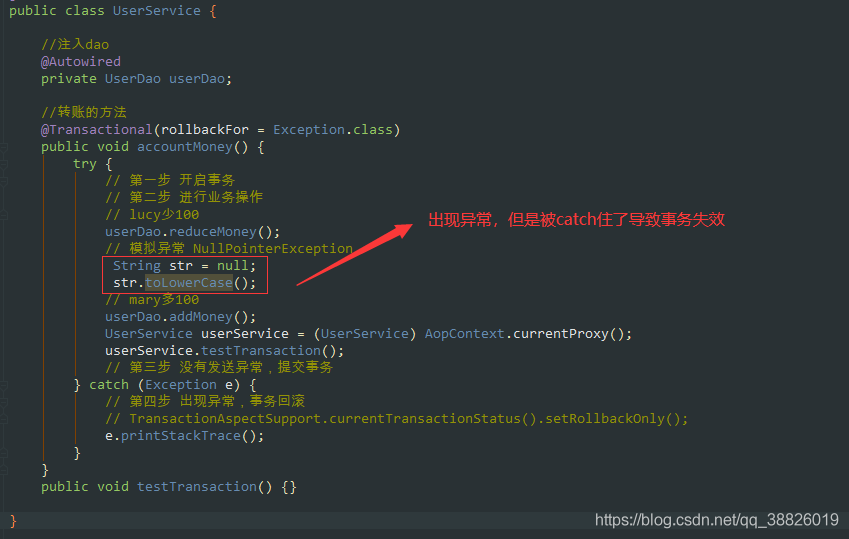 public class UserService {
//注入dao
@Autowired
private UserDao userDao;
//转账的方法
@Transactional(rollbackFor = Exception.class)
public void accountMoney() {
try {
// 第一步 开启事务
// 第二步 进行业务操作
// lucy少100
userDao.reduceMoney();
// 模拟异常 NullPointerException
String str = null;
str.toLowerCase();
出现异常，但是被catch住了导致事务失效
// mary多100
userDao.addMoney();
UserService userService = (UserService) AopContext.currentProxy();
userService.testTransaction();
// 第三步 没有发送异常，提交事务
} catch (Exception e) {
// 第四步 出现异常，事务回滚
// TransactionAspectSupport.currentTransactionStatus().setRollbackOnly();
e.printStackTrace();
}
}
public void testTransaction() {}
}
https://blog.csdn.net/qq_38826019